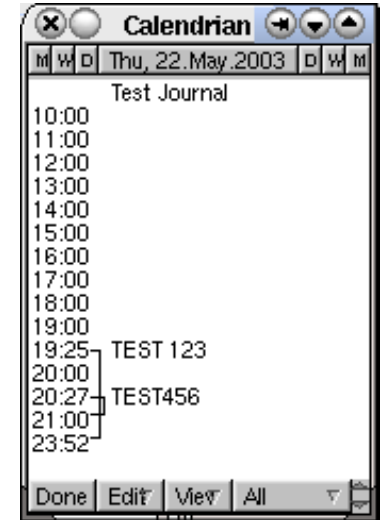 Calendrian
M W D Thu, 22.May.2003 D W M
Test Journal
10:00
11:00
12:00
13:00
14:00
15:00
16:00
17:00
18:00
19:00
19:25 TEST 123
20:00
20:27 TEST456
21:00
23:52
Done Edit View All